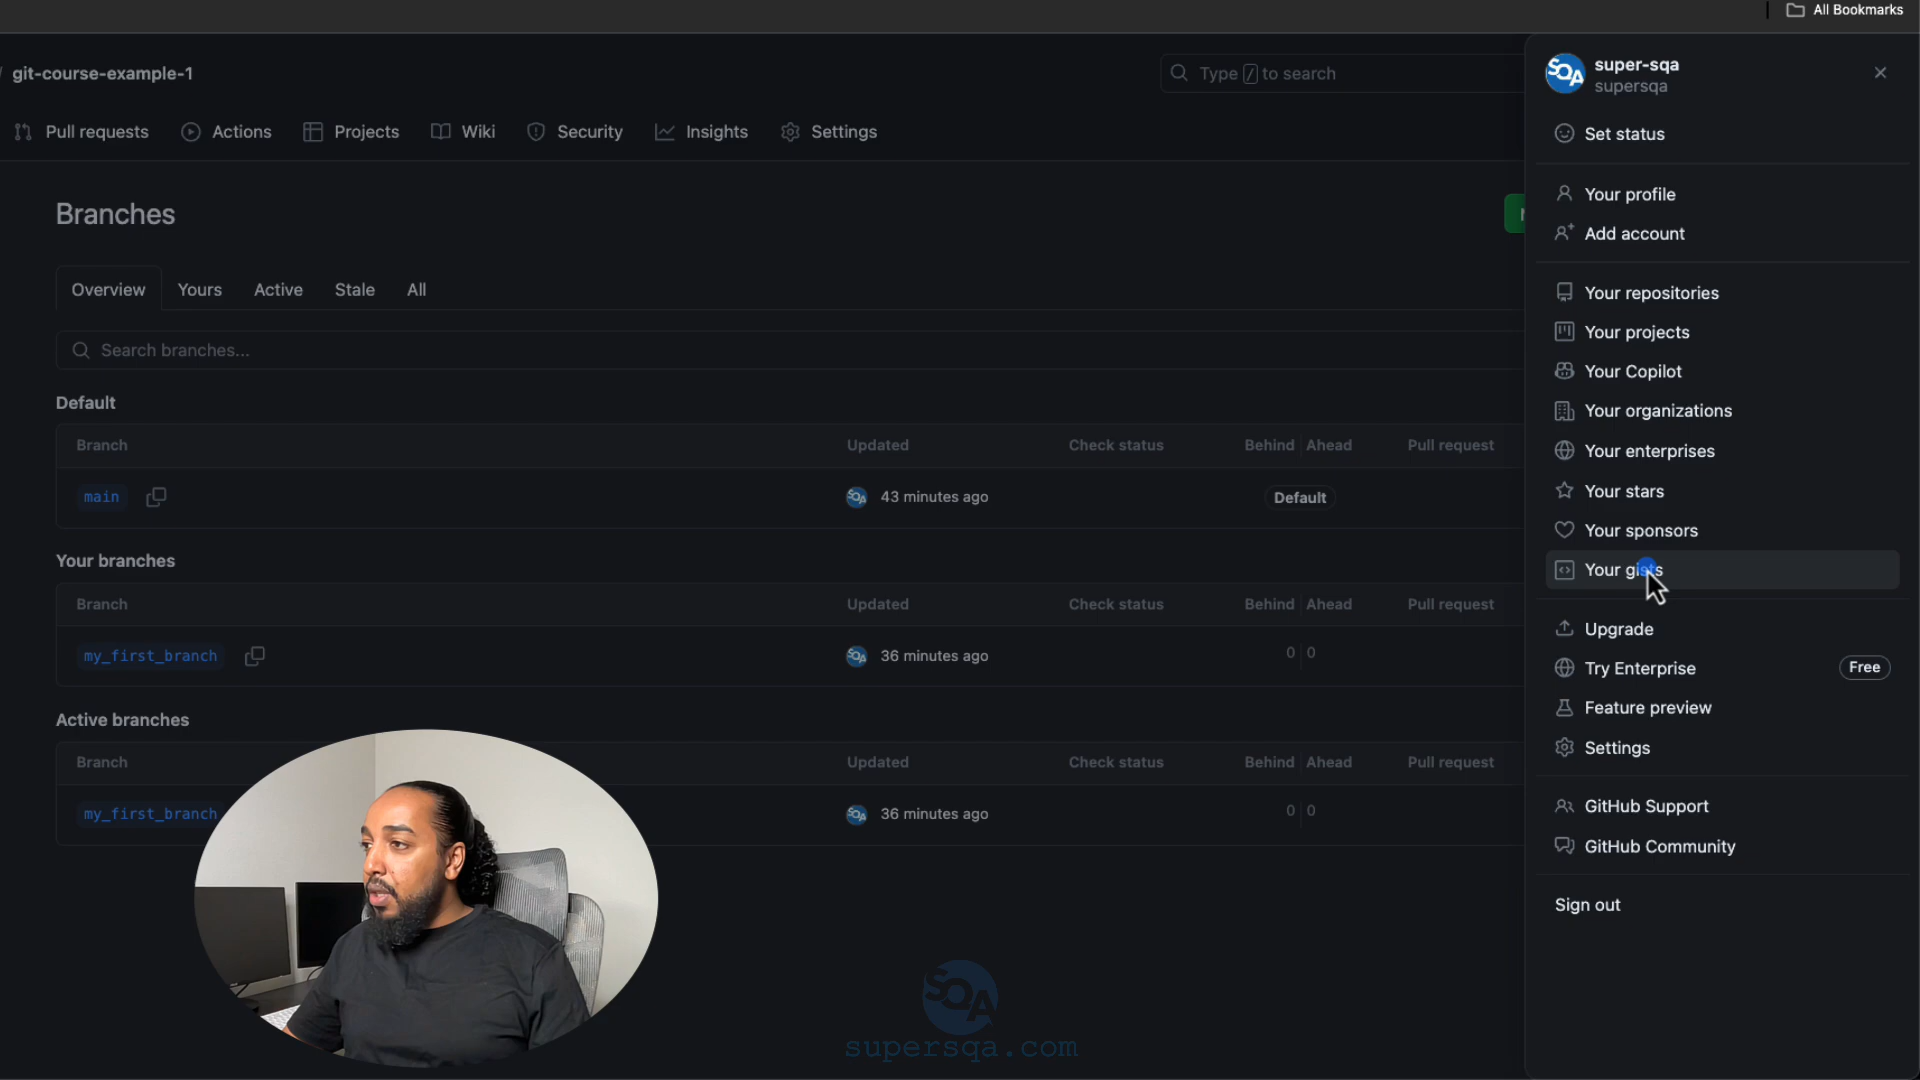 All Bookmarks
/ git-course-example-1
Type / to search
super-sqa
supersqa
Pull requests
Actions
Projects
Wiki
Security
Insights
Settings
Set status
Your profile
Add account
Branches
Overview
Yours
Active
Stale
All
Your repositories
Your projects
Your Copilot
Your organizations
Your enterprises
Your stars
Your sponsors
Your gists
Search branches...
Default
Branch Updated Check status Behind Ahead Pull request
main SQA 43 minutes ago Default
Your branches
Branch Updated Check status Behind Ahead Pull request
my_first_branch SQA 36 minutes ago 0 0
Active branches
Branch Updated Check status Behind Ahead Pull request
my_first_branch SQA 36 minutes ago 0 0
Upgrade
Try Enterprise Free
Feature preview
Settings
GitHub Support
GitHub Community
Sign out
SQA
SQA
supersqa.com